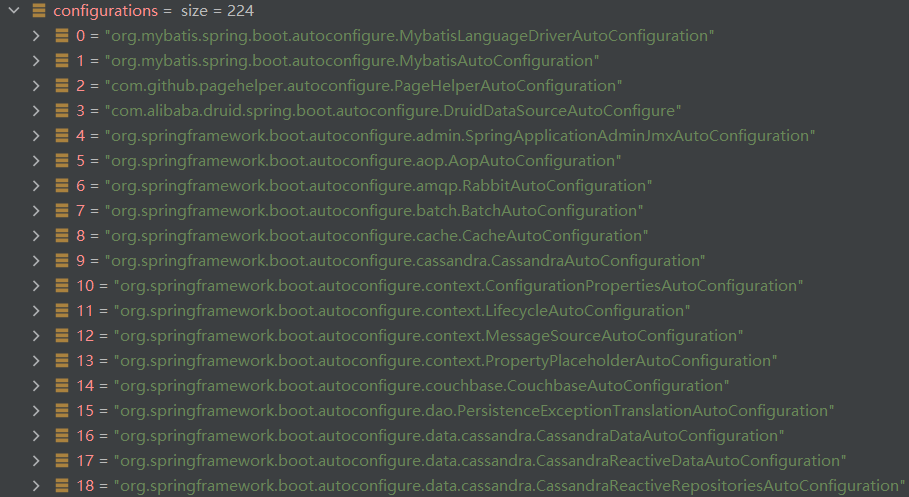 configurations = size = 224
0 = "org.mybatis.spring.boot.autoconfigure.MybatisLanguageDriverAutoConfiguration"
1 = "org.mybatis.spring.boot.autoconfigure.MybatisAutoConfiguration"
2 = "com.github.pagehelper.autoconfigure.PageHelperAutoConfiguration"
3 = "com.alibaba.druid.spring.boot.autoconfigure.DruidDataSourceAutoConfigure"
4 = "org.springframework.boot.autoconfigure.admin.SpringApplicationAdminJmxAutoConfiguration"
5 = "org.springframework.boot.autoconfigure.aop.AopAutoConfiguration"
6 = "org.springframework.boot.autoconfigure.amqp.RabbitAutoConfiguration"
7 = "org.springframework.boot.autoconfigure.batch.BatchAutoConfiguration"
8 = "org.springframework.boot.autoconfigure.cache.CacheAutoConfiguration"
9 = "org.springframework.boot.autoconfigure.cassandra.CassandraAutoConfiguration"
10 = "org.springframework.boot.autoconfigure.context.ConfigurationPropertiesAutoConfiguration"
11 = "org.springframework.boot.autoconfigure.context.LifecycleAutoConfiguration"
12 = "org.springframework.boot.autoconfigure.context.MessageSourceAutoConfiguration"
13 = "org.springframework.boot.autoconfigure.context.PropertyPlaceholderAutoConfiguration"
14 = "org.springframework.boot.autoconfigure.couchbase.CouchbaseAutoConfiguration"
15 = "org.springframework.boot.autoconfigure.dao.PersistenceExceptionTranslationAutoConfiguration"
16 = "org.springframework.boot.autoconfigure.data.cassandra.CassandraDataAutoConfiguration"
17 = "org.springframework.boot.autoconfigure.data.cassandra.CassandraReactiveDataAutoConfiguration"
18 = "org.springframework.boot.autoconfigure.data.cassandra.CassandraReactiveRepositoriesAutoConfiguration"